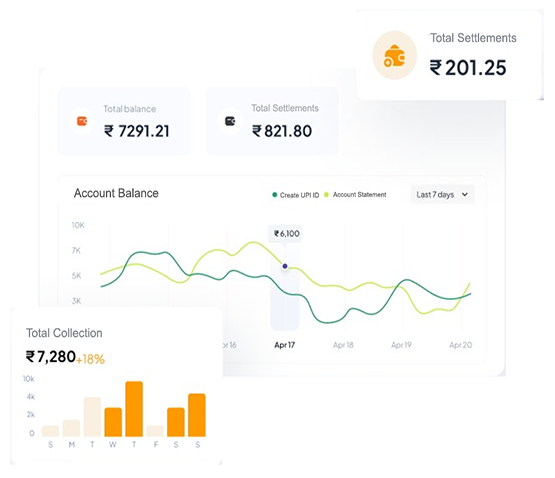 Total Settlements
₹201.25
Total balance
₹ 7291.21
Total Settlements
₹821.80
Account Balance
Create UPI ID
Account Statement
Last 7 days
10K
7K
5K
3K
₹6,100
Apr 17
Apr 18
Apr 19
Apr 20
Total Collection
₹7,280+18%
10k
4k
2k
0
S M T W T F S S